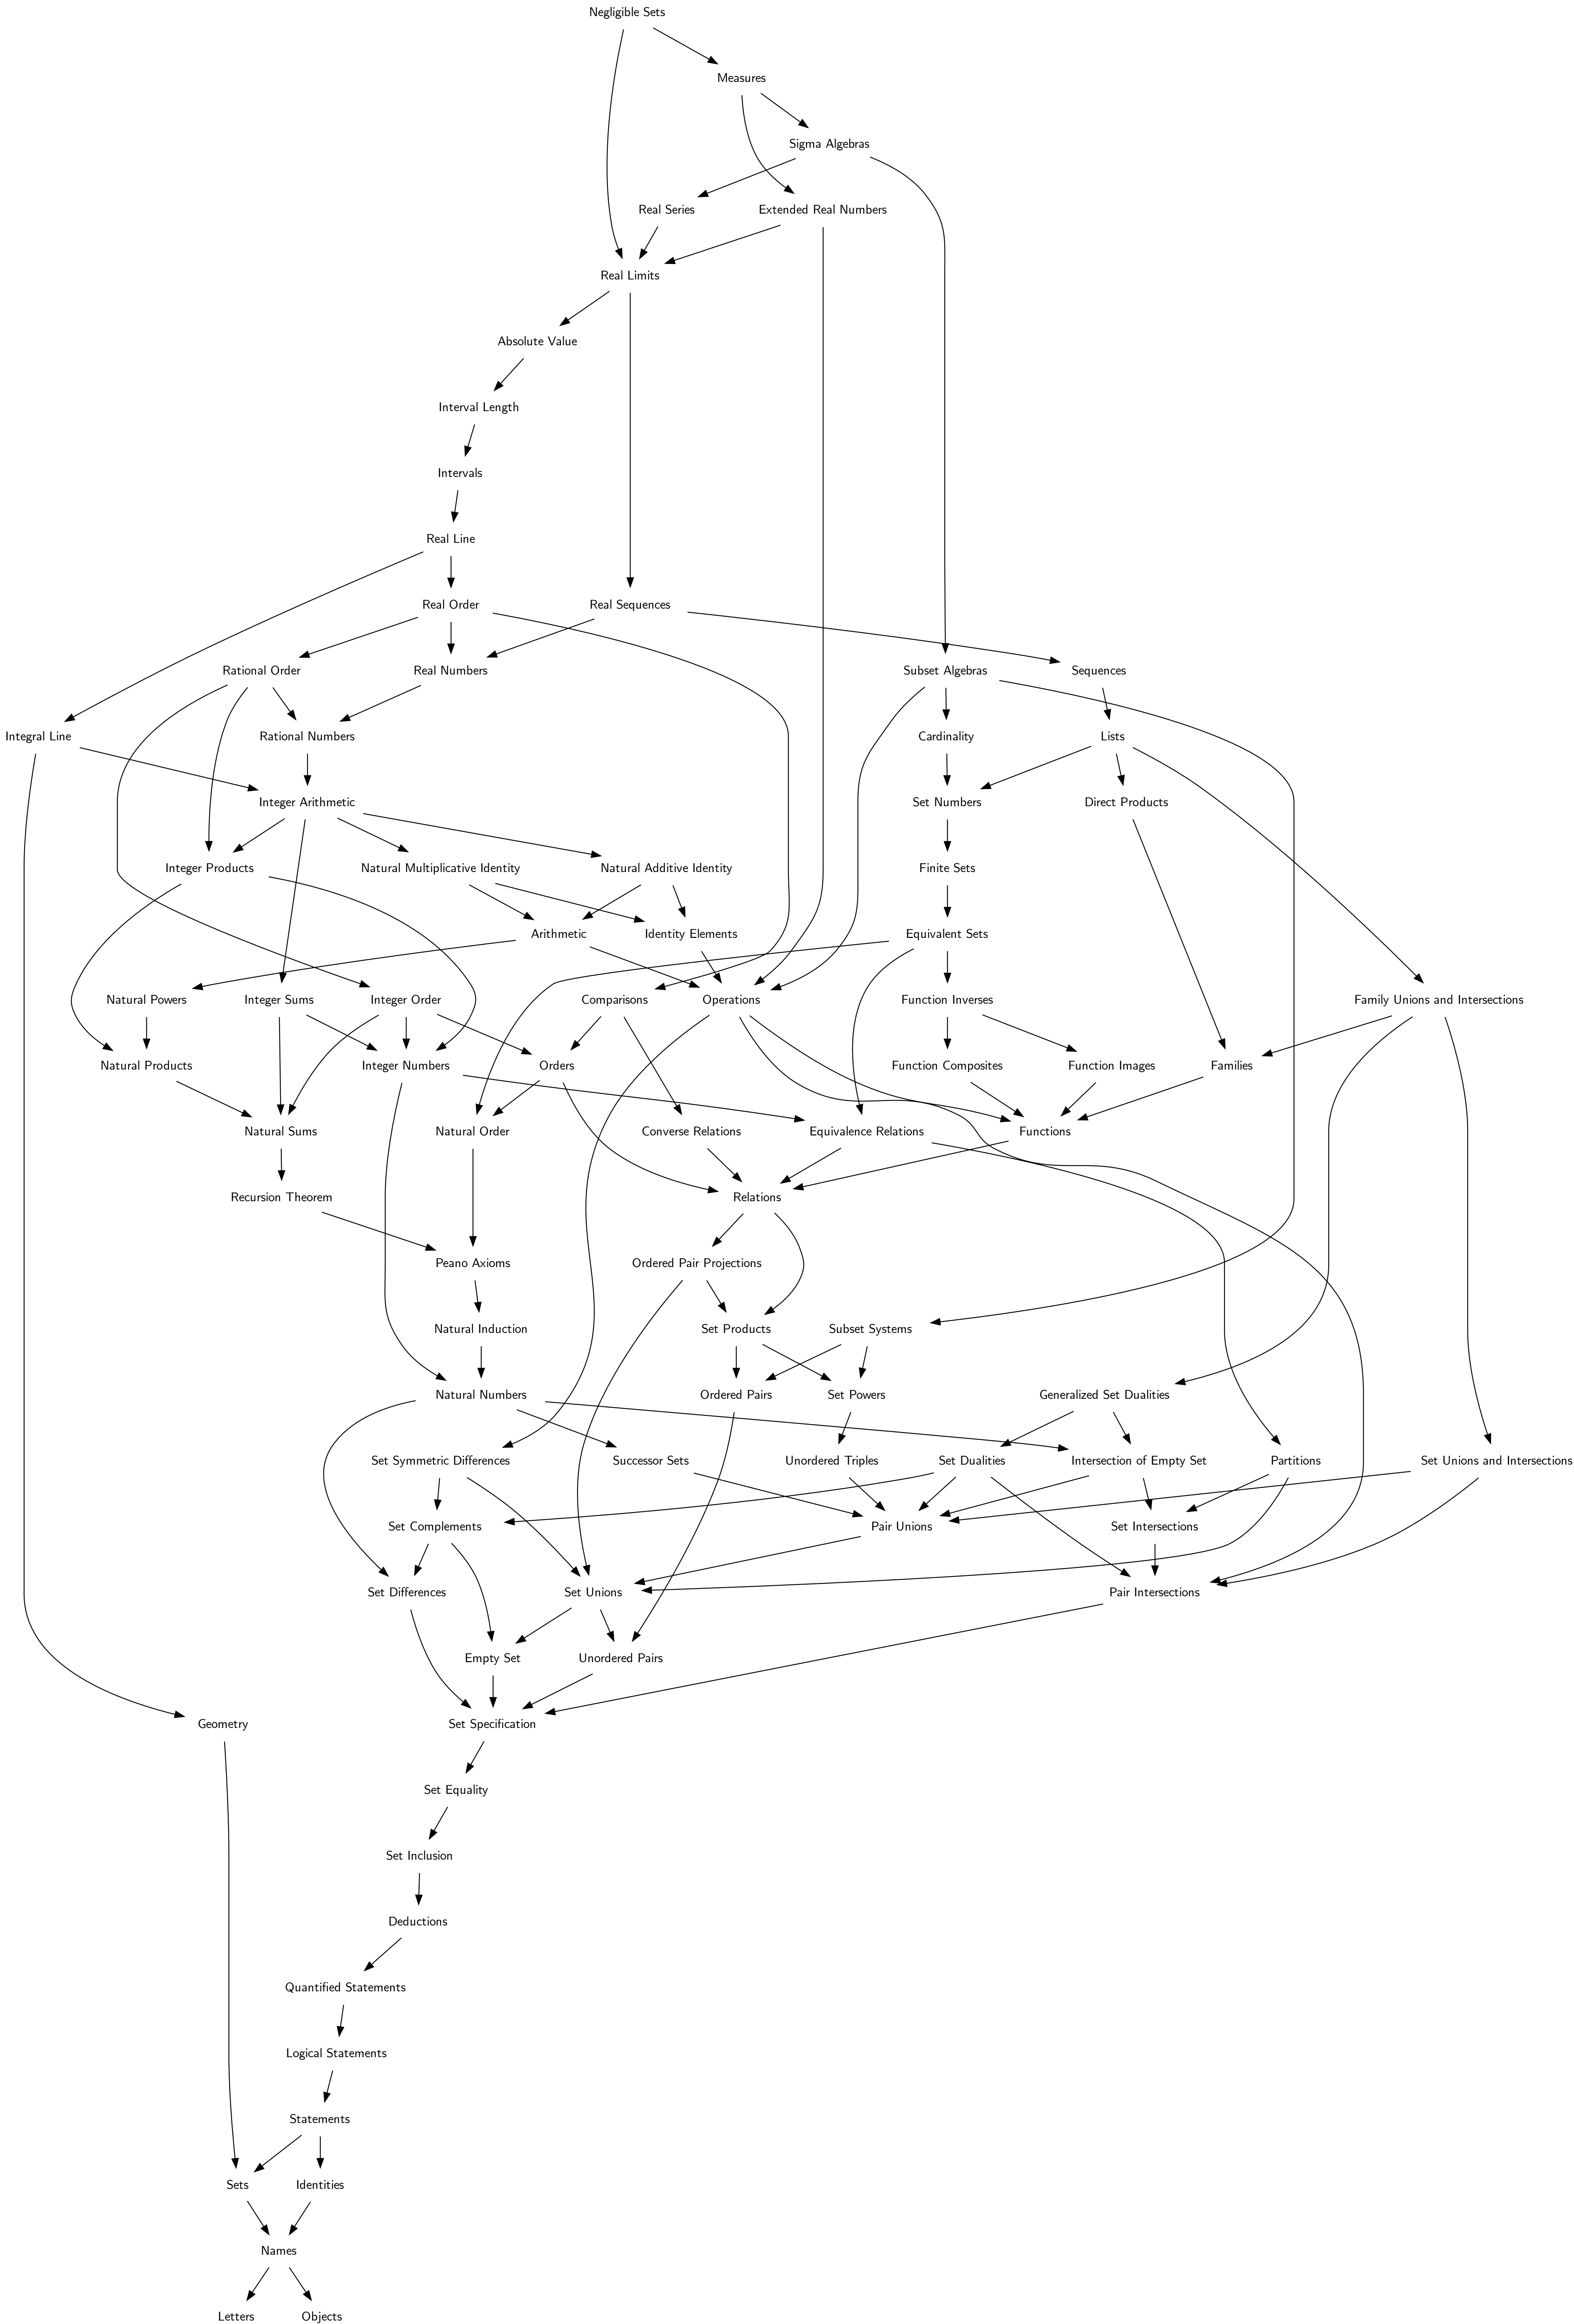 Negligible Sets
Measures
Sigma Algebras
Real Series
Extended Real Numbers
Real Limits
Absolute Value
Interval Length
Intervals
Real Line
Real Order
Real Sequences
Rational Order
Real Numbers
Subset Algebras
Sequences
Integral Line
Rational Numbers
Cardinality
Lists
Integer Arithmetic
Set Numbers
Direct Products
Integer Products
Natural Multiplicative Identity
Natural Additive Identity
Finite Sets
Arithmetic
Identity Elements
Equivalent Sets
Natural Powers
Integer Sums
Integer Order
Comparisons
Operations
Function Inverses
Family Unions and Intersections
Natural Products
Integer Numbers
Orders
Function Composites
Function Images
Families
Natural Sums
Natural Order
Converse Relations
Equivalence Relations
Functions
Recursion Theorem
Relations
Peano Axioms
Ordered Pair Projections
Natural Induction
Set Products
Subset Systems
Natural Numbers
Ordered Pairs
Set Powers
Generalized Set Dualities
Set Symmetric Differences
Successor Sets
Unordered Triples
Set Dualities
Intersection of Empty Set
Partitions
Set Unions and Intersections
Set Complements
Pair Unions
Set Intersections
Set Differences
Set Unions
Pair Intersections
Empty Set
Unordered Pairs
Geometry
Set Specification
Set Equality
Set Inclusion
Deductions
Quantified Statements
Logical Statements
Statements
Sets
Identities
Names
Letters
Objects